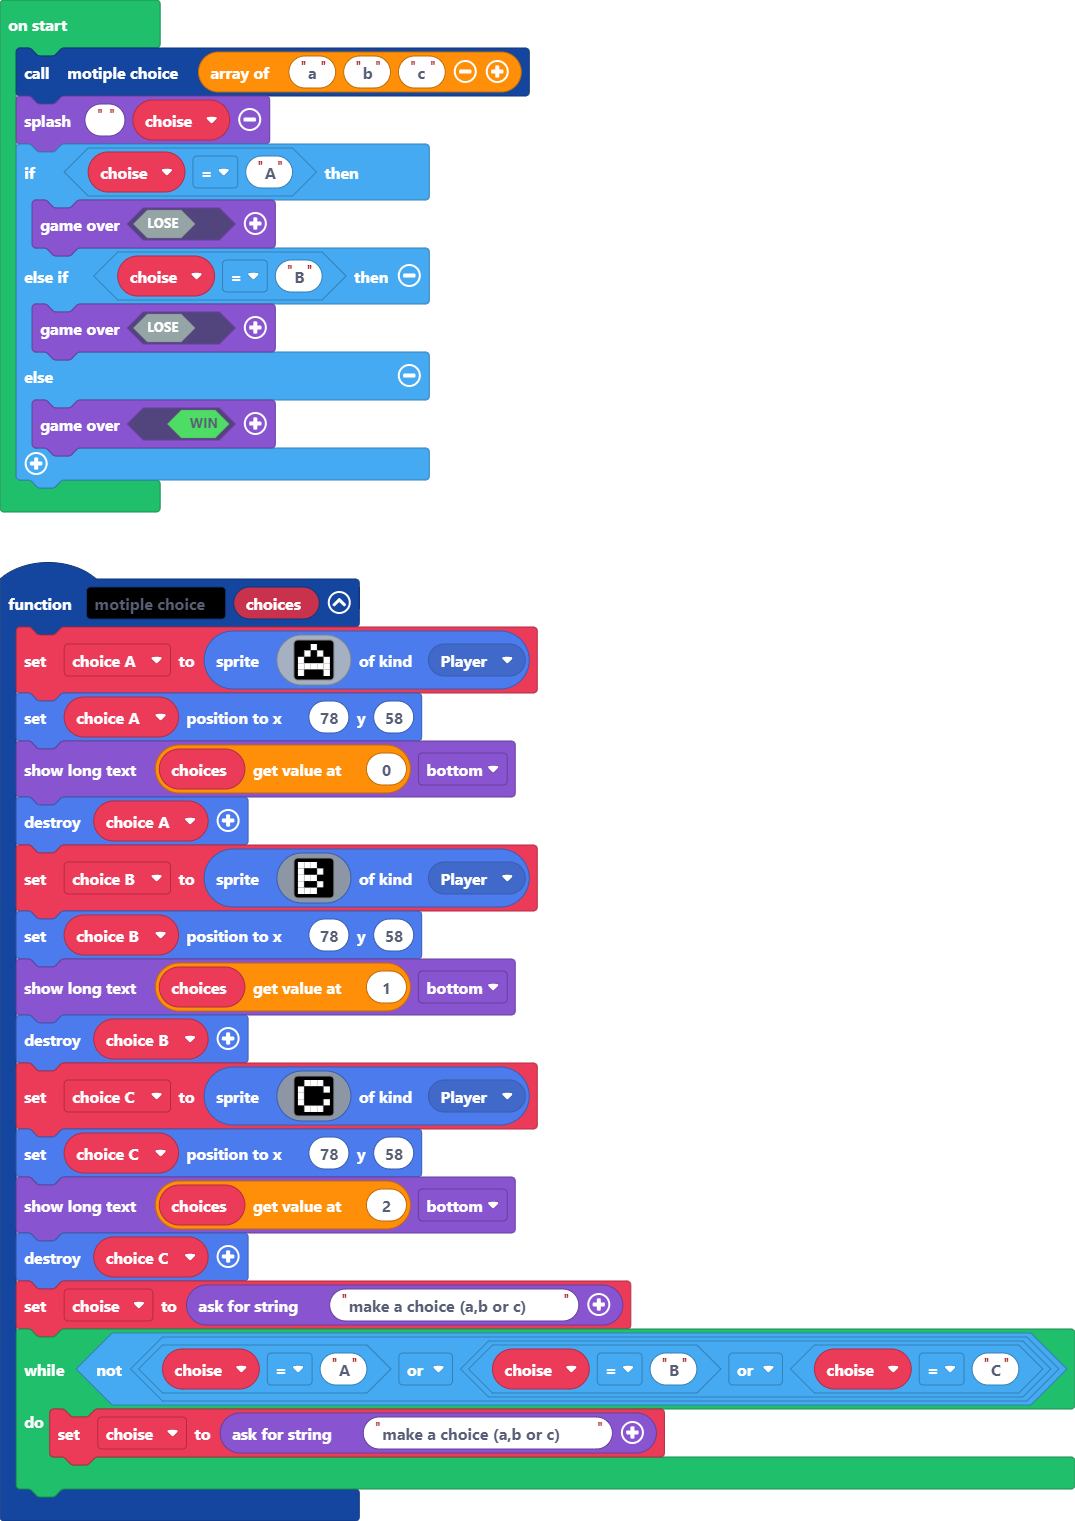 on start
call motiple choice array of "a" "b" "c"
splash " " choise
if choise = "A" then
game over LOSE
else if choise = "B" then
game over LOSE
else
game over WIN
function motiple choice choices
set choice A to sprite A of kind Player
set choice A position to x 78 y 58
show long text choices get value at 0 bottom
destroy choice A
set choice B to sprite B of kind Player
set choice B position to x 78 y 58
show long text choices get value at 1 bottom
destroy choice B
set choice C to sprite C of kind Player
set choice C position to x 78 y 58
show long text choices get value at 2 bottom
destroy choice C
set choise to ask for string "make a choice (a,b or c) "
while not choise = "A" or choise = "B" or choise = "C"
do set choise to ask for string "make a choice (a,b or c) "